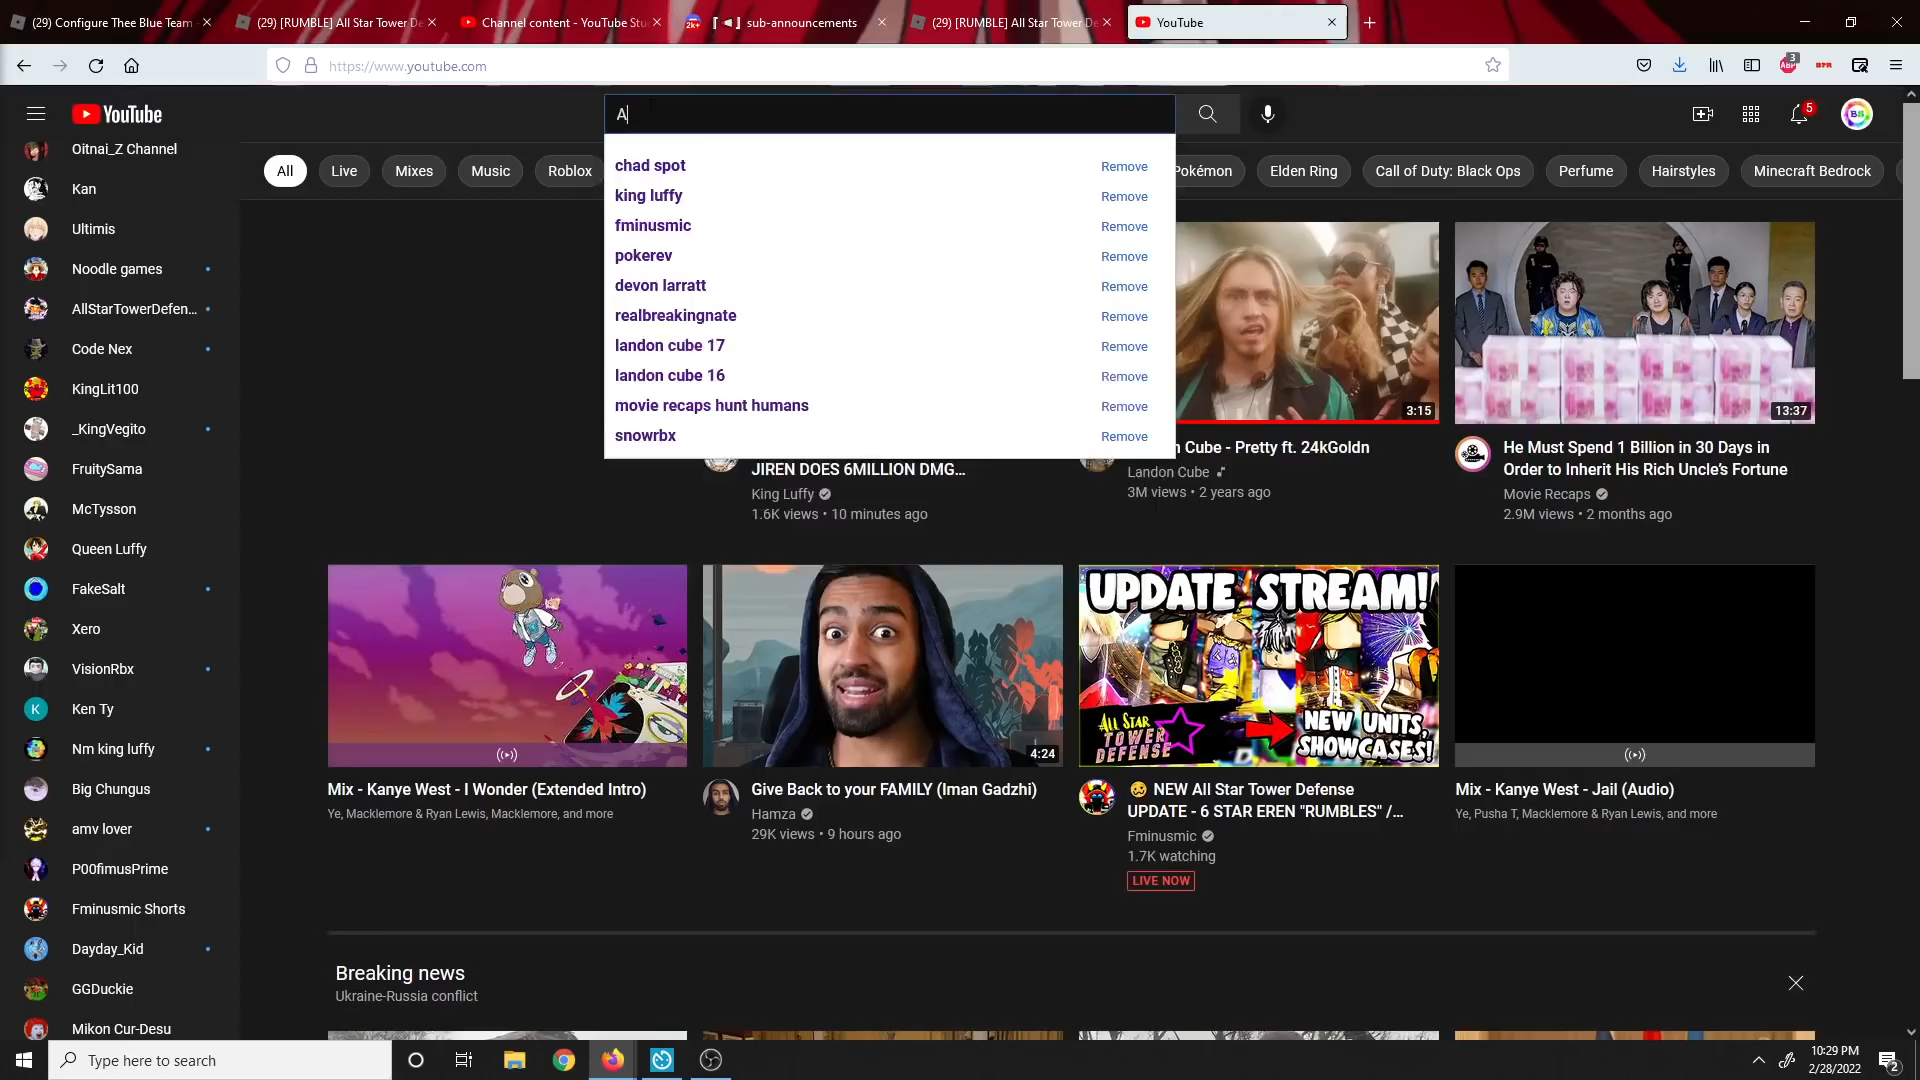 (29) Configure Thee Blue Team -
(29) [RUMBLE] All Star Tower De
Channel content - YouTube Stu
sub-announcements
(29) [RUMBLE] All Star Tower De
YouTube
https://www.youtube.com
ABP
3
YouTube
A
5
chad spot Remove
king luffy Remove
fminusmic Remove
pokerev Remove
devon larratt Remove
realbreakingnate Remove
landon cube 17 Remove
landon cube 16 Remove
movie recaps hunt humans Remove
snowrbx Remove
All
Live
Mixes
Music
Roblox
Pokémon
Elden Ring
Call of Duty: Black Ops
Perfume
Hairstyles
Minecraft Bedrock
Oitnai_Z Channel
Kan
Ultimis
Noodle games
AllStarTowerDefen...
Code Nex
KingLit100
_KingVegito
FruitySama
McTysson
Queen Luffy
FakeSalt
Xero
VisionRbx
K
Ken Ty
Nm king luffy
Big Chungus
amv lover
P00fimusPrime
Fminusmic Shorts
Dayday_Kid
GGDuckie
Mikon Cur-Desu
JIREN DOES 6MILLION DMG...
King Luffy
1.6K views • 10 minutes ago
3:15
n Cube - Pretty ft. 24kGoldn
Landon Cube
3M views • 2 years ago
13:37
He Must Spend 1 Billion in 30 Days in
Order to Inherit His Rich Uncle's Fortune
Movie Recaps
2.9M views • 2 months ago
Mix - Kanye West - I Wonder (Extended Intro)
Ye, Macklemore & Ryan Lewis, Macklemore, and more
4:24
Give Back to your FAMILY (Iman Gadzhi)
Hamza
29K views • 9 hours ago
UPDATE STREAM!
ALL STAR
TOWER
DEFENSE
NEW UNITS,
SHOWCASES!
NEW All Star Tower Defense
UPDATE - 6 STAR EREN "RUMBLES" /...
Fminusmic
1.7K watching
LIVE NOW
Mix - Kanye West - Jail (Audio)
Ye, Pusha T, Macklemore & Ryan Lewis, and more
Breaking news
Ukraine-Russia conflict
Type here to search
10:29 PM
2/28/2022
2